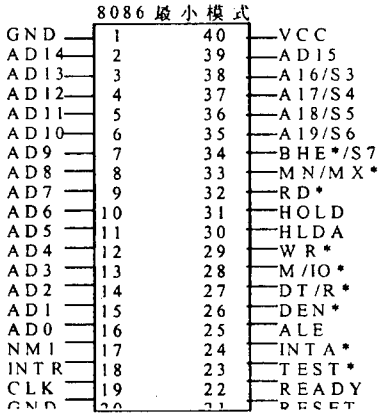 8086 最小模式
GND 1 40 VCC
AD14 2 39 AD15
AD13 3 38 A16/S3
AD12 4 37 A17/S4
AD11 5 36 A18/S5
AD10 6 35 A19/S6
AD9 7 34 BHE*/S7
AD8 8 33 MN/MX*
AD7 9 32 RD*
AD6 10 31 HOLD
AD5 11 30 HLDA
AD4 12 29 WR*
AD3 13 28 M/IO*
AD2 14 27 DT/R*
AD1 15 26 DEN*
AD0 16 25 ALE
NMI 17 24 INTA*
INTR 18 23 TEST*
CLK 19 22 READY
GND 20 21 RESET